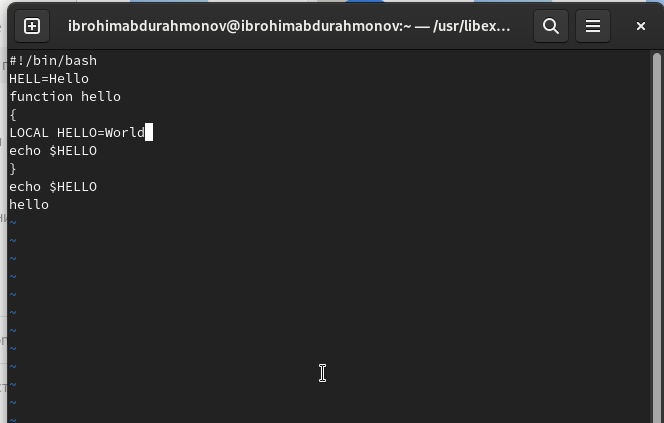 ibrohimabdurahmonov@ibrohimabdurahmonov:~ — /usr/libex...
#!/bin/bash
HELL=Hello
function hello
{
LOCAL HELLO=World
echo $HELLO
}
echo $HELLO
hello
~
~
~
~
~
~
~
~
~
~
~
~